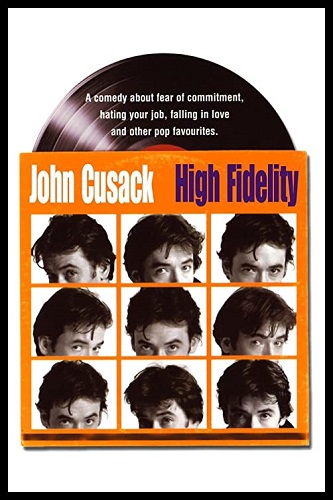 A comedy about fear of commitment,
hating your job, falling in love
and other pop favourites.
John Cusack High Fidelity